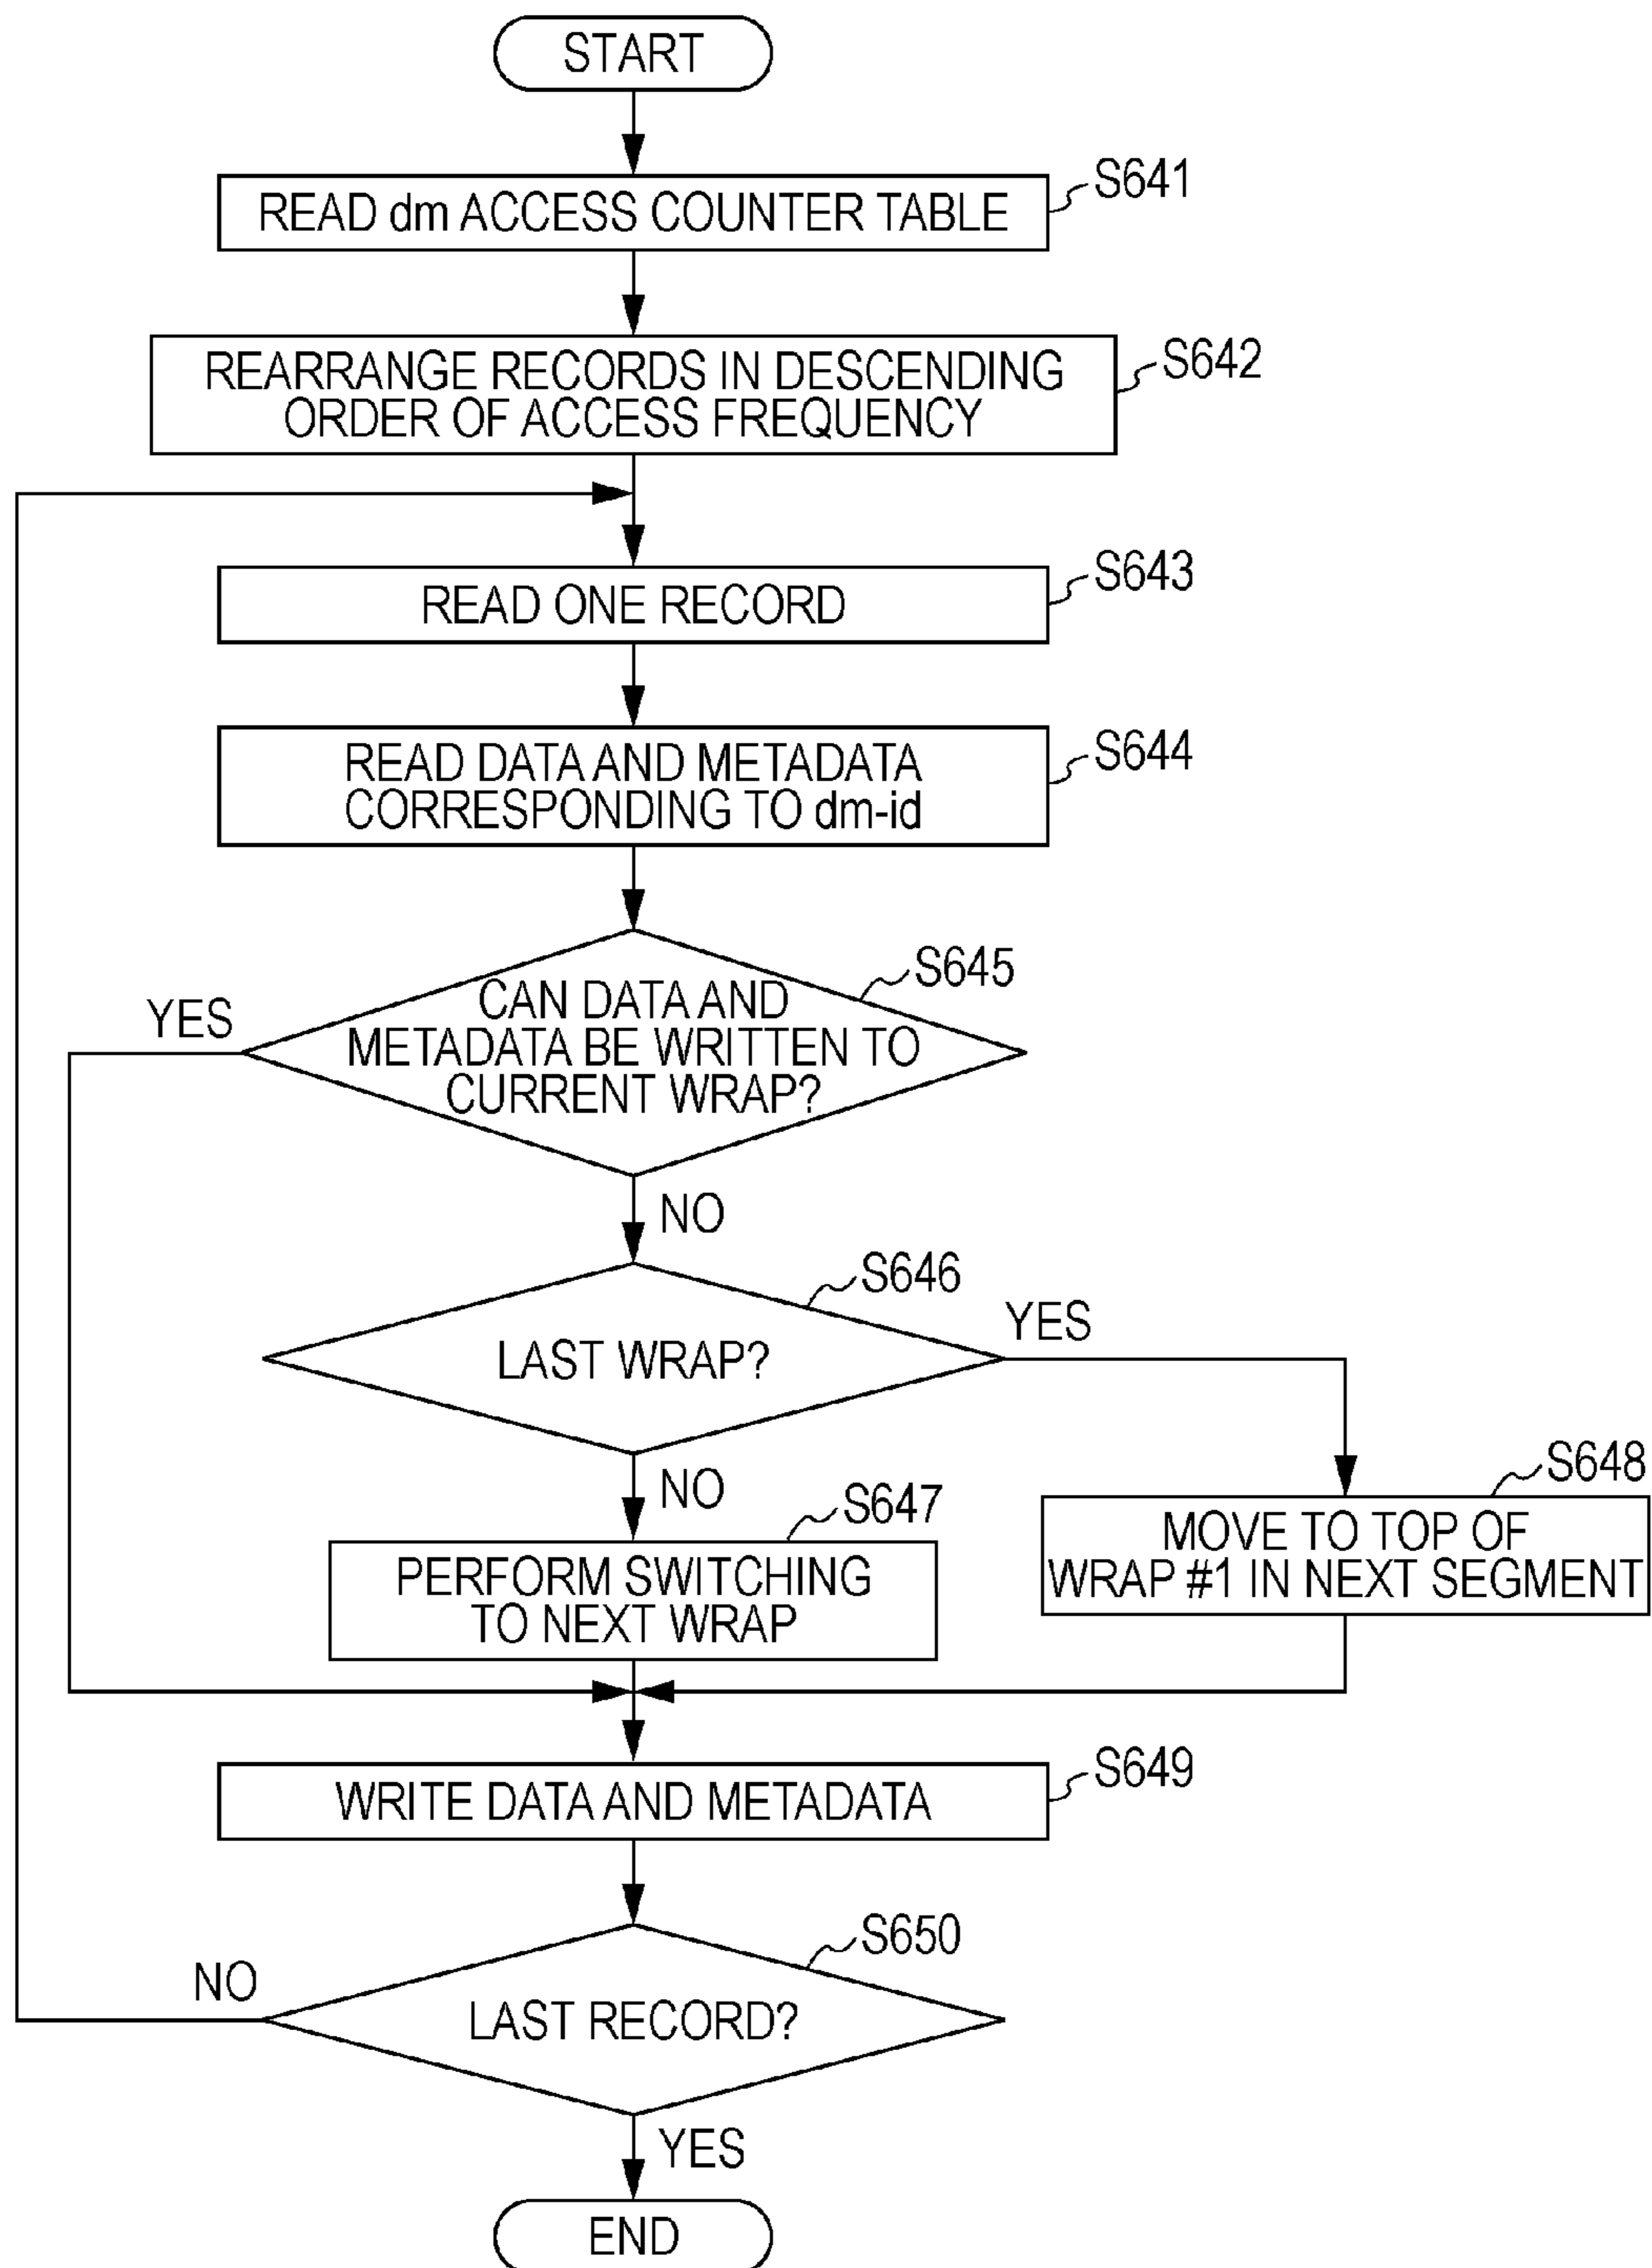 START
READ dm ACCESS COUNTER TABLE
S641
REARRANGE RECORDS IN DESCENDING
ORDER OF ACCESS FREQUENCY
S642
READ ONE RECORD
S643
READ DATA AND METADATA
CORRESPONDING TO dm-id
S644
CAN DATA AND
METADATA BE WRITTEN TO
CURRENT WRAP?
S645
YES
NO
LAST WRAP?
S646
YES
NO
PERFORM SWITCHING
TO NEXT WRAP
S647
MOVE TO TOP OF
WRAP #1 IN NEXT SEGMENT
S648
WRITE DATA AND METADATA
S649
LAST RECORD?
S650
NO
YES
END